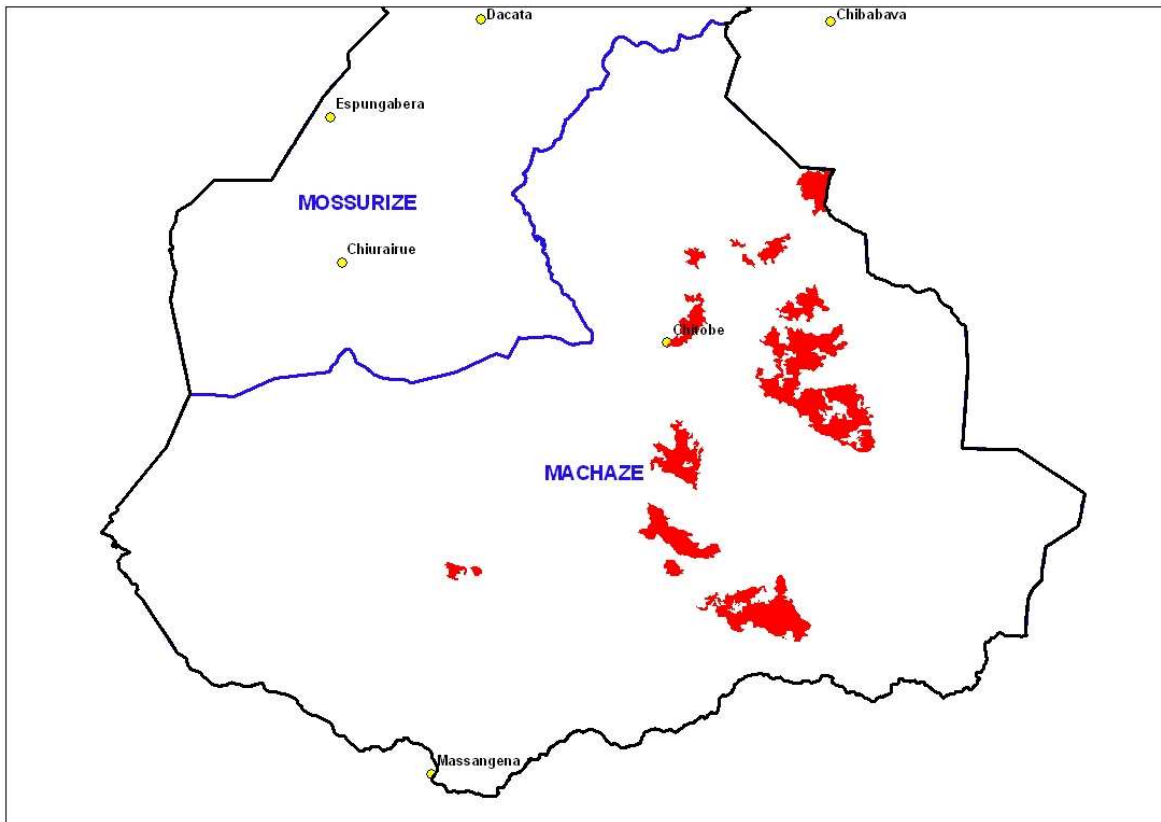 Dacata
Chibabava
Espungabera
MOSSURIZE
Chiurairue
Chitobe
MACHAZE
Massangena